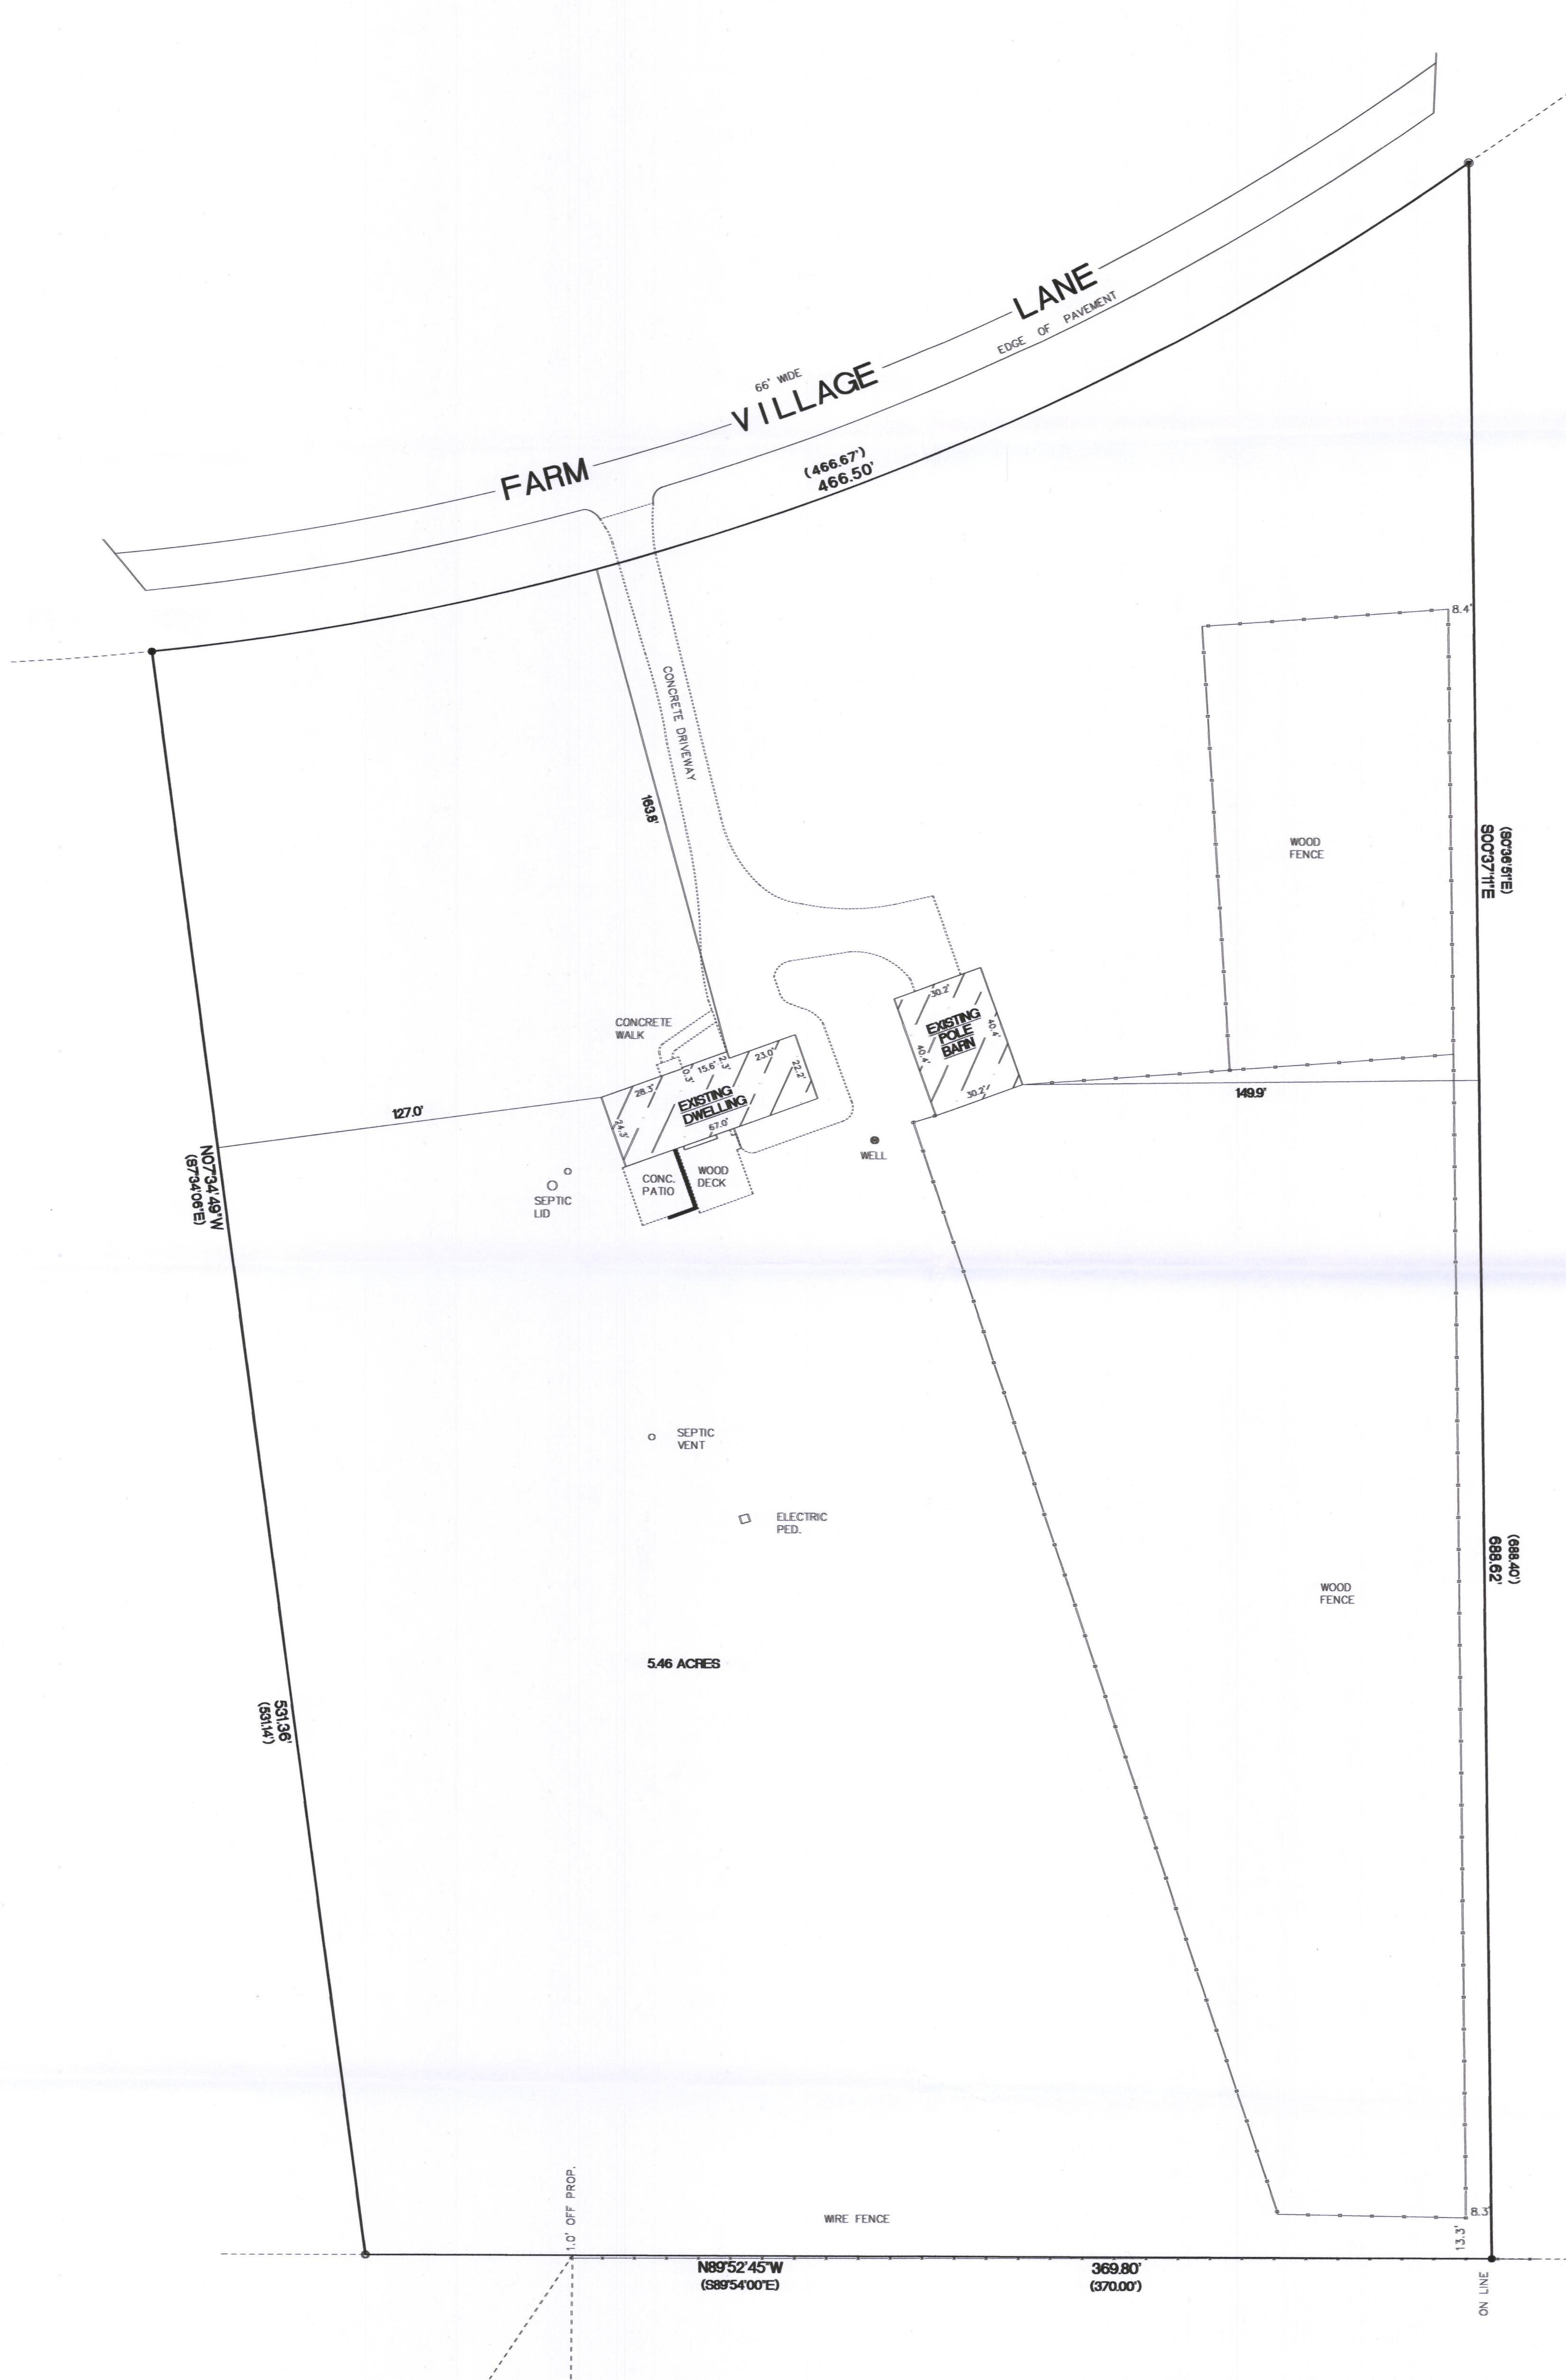 LANE
EDGE OF PAVEMENT
66' WIDE
VILLAGE
FARM
(466.67')
466.50'
8.4'
CONCRETE DRIVEWAY
163.8'
WOOD
FENCE
(S0°36'51"E)
S00°37'11"E
30.2'
EXISTING
POLE
BARN
40.4'
40.4'
30.2'
CONCRETE
WALK
23.0'
2.3'
15.6'
0.3'
22.2'
28.3'
EXISTING
DWELLING
67.0'
24.3'
127.0'
149.9'
N07°34'49"W
(S7°34'06"E)
WELL
CONC.
PATIO
WOOD
DECK
SEPTIC
LID
SEPTIC
VENT
ELECTRIC
PED.
(688.40')
688.62'
WOOD
FENCE
5.46 ACRES
531.36'
(531.14')
1.0' OFF PROP.
WIRE FENCE
8.3'
13.3'
N89°52'45"W
(S89°54'00"E)
369.80'
(370.00')
ON LINE